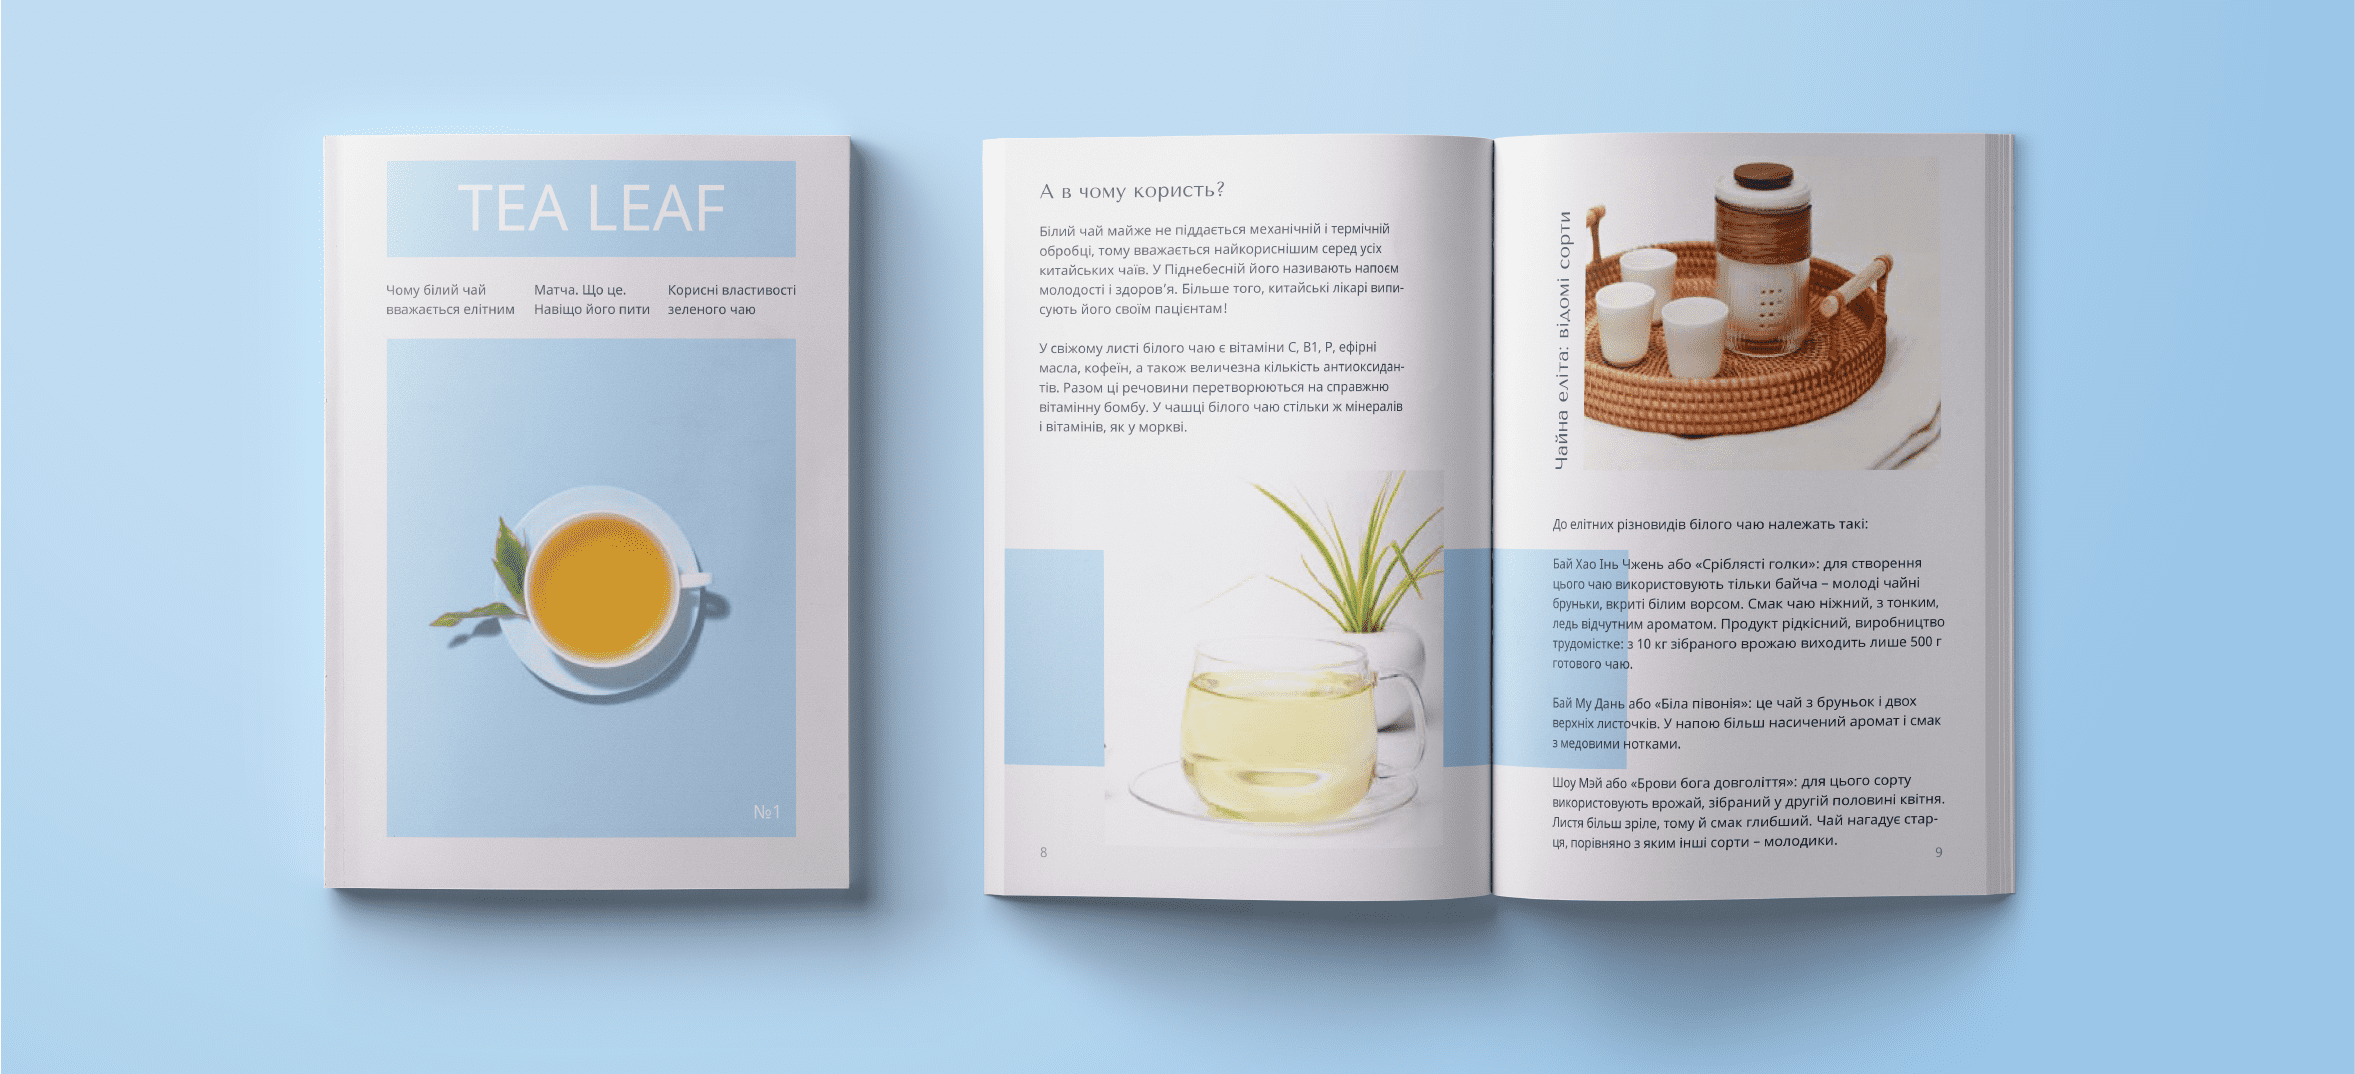 TEA LEAF
Чому білий чай
вважається елітним
Матча. Що це.
Навіщо його пити
Корисні властивості
зеленого чаю
№1
А в чому користь?
Білий чай майже не піддається механічній і термічній
обробці, тому вважається найкориснішим серед усіх
китайських чаїв. У Піднебесній його називають напоєм
молодості і здоров'я. Більше того, китайські лікарі випи-
сують його своїм пацієнтам!
У свіжому листі білого чаю є вітаміни С, В1, Р, ефірні
масла, кофеїн, а також величезна кількість антиоксидан-
тів. Разом ці речовини перетворюються на справжню
вітамінну бомбу. У чашці білого чаю стільки ж мінералів
і вітамінів, як у моркві.
8
Чайна еліта: відомі сорти
До елітних різновидів білого чаю належать такі:
Бай Хао Інь Чжень або «Сріблясті голки»: для створення
цього чаю використовують тільки байча – молоді чайні
бруньки, вкриті білим ворсом. Смак чаю ніжний, з тонким,
ледь відчутним ароматом. Продукт рідкісний, виробництво
трудомістке: з 10 кг зібраного врожаю виходить лише 500 г
готового чаю.
Бай Му Дань або «Біла півонія»: це чай з бруньок і двох
верхніх листочків. У напою більш насичений аромат і смак
з медовими нотками.
Шоу Мэй або «Брови бога довголіття»: для цього сорту
використовують врожай, зібраний у другій половині квітня.
Листя більш зріле, тому й смак глибший. Чай нагадує стар-
ця, порівняно з яким інші сорти – молодики.
9